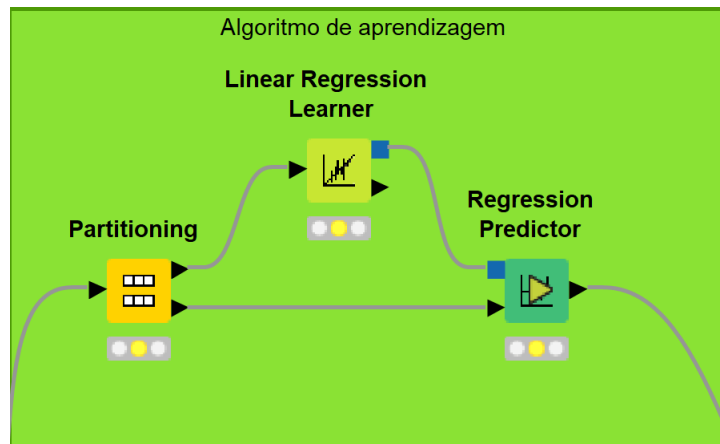 Algoritmo de aprendizagem
Linear Regression
Learner
Partitioning
Regression
Predictor